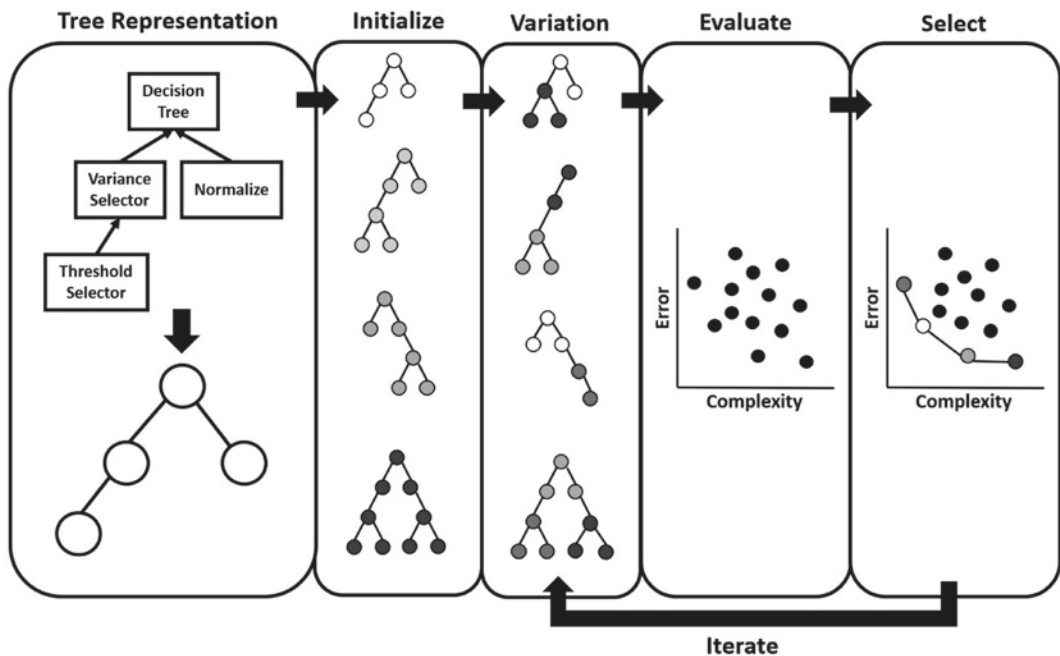 Tree Representation
Initialize
Variation
Evaluate
Select
Decision
Tree
Variance
Selector
Normalize
Threshold
Selector
Error
Complexity
Error
Complexity
Iterate